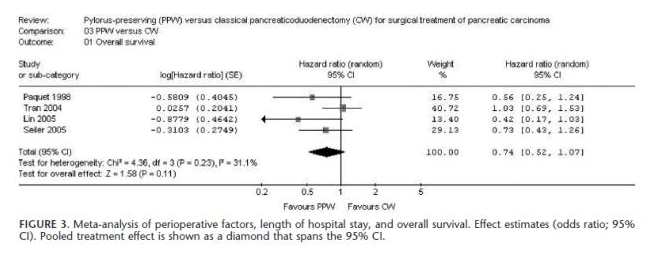 Review: Pylorus-preserving (PPW) versus classical pancreaticoduodenectomy (CW) for surgical treatment of pancreatic carcinoma
Comparison: 03 PPW versus CW
Outcome: 01 Overall survival
Study or sub-category log[Hazard ratio] (SE) Hazard ratio (random) 95% CI Weight % Hazard ratio (random) 95% CI
Paquet 1998 -0.5809 (0.4045) 16.75 0.56 [0.25, 1.24]
Tran 2004 0.0257 (0.2041) 40.72 1.03 [0.69, 1.53]
Lin 2005 -0.8779 (0.4642) 13.40 0.42 [0.17, 1.03]
Seiler 2005 -0.3103 (0.2749) 29.13 0.73 [0.43, 1.26]
Total (95% CI) 100.00 0.74 [0.52, 1.07]
Test for heterogeneity: Chi² = 4.36, df = 3 (P = 0.23), I² = 31.1%
Test for overall effect: Z = 1.58 (P = 0.11)
0.2 0.5 1 2 5
Favours PPW Favours CW
FIGURE 3. Meta-analysis of perioperative factors, length of hospital stay, and overall survival. Effect estimates (odds ratio; 95%
CI). Pooled treatment effect is shown as a diamond that spans the 95% CI.